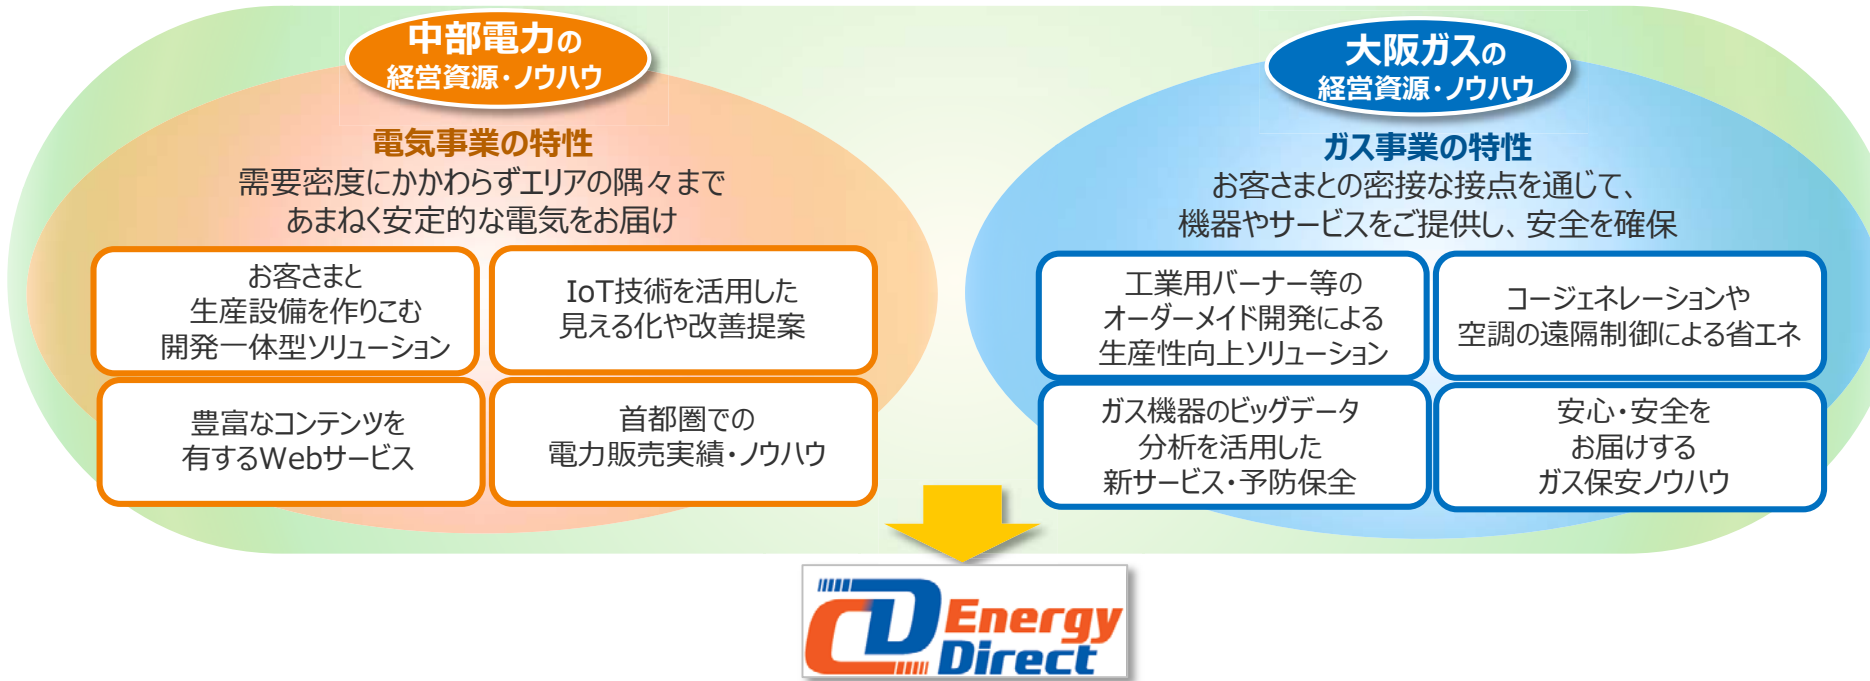 中部電力の
経営資源・ノウハウ
電気事業の特性
需要密度にかかわらずエリアの隅々まで
あまねく安定的な電気をお届け
お客さまと
生産設備を作りこむ
開発一体型ソリューション
IoT技術を活用した
見える化や改善提案
豊富なコンテンツを
有するWebサービス
首都圏での
電力販売実績・ノウハウ
大阪ガスの
経営資源・ノウハウ
ガス事業の特性
お客さまとの密接な接点を通じて、
機器やサービスをご提供し、安全を確保
工業用バーナー等の
オーダーメイド開発による
生産性向上ソリューション
コージェネレーションや
空調の遠隔制御による省エネ
ガス機器のビッグデータ
分析を活用した
新サービス・予防保全
安心・安全を
お届けする
ガス保安ノウハウ
CD Energy
Direct